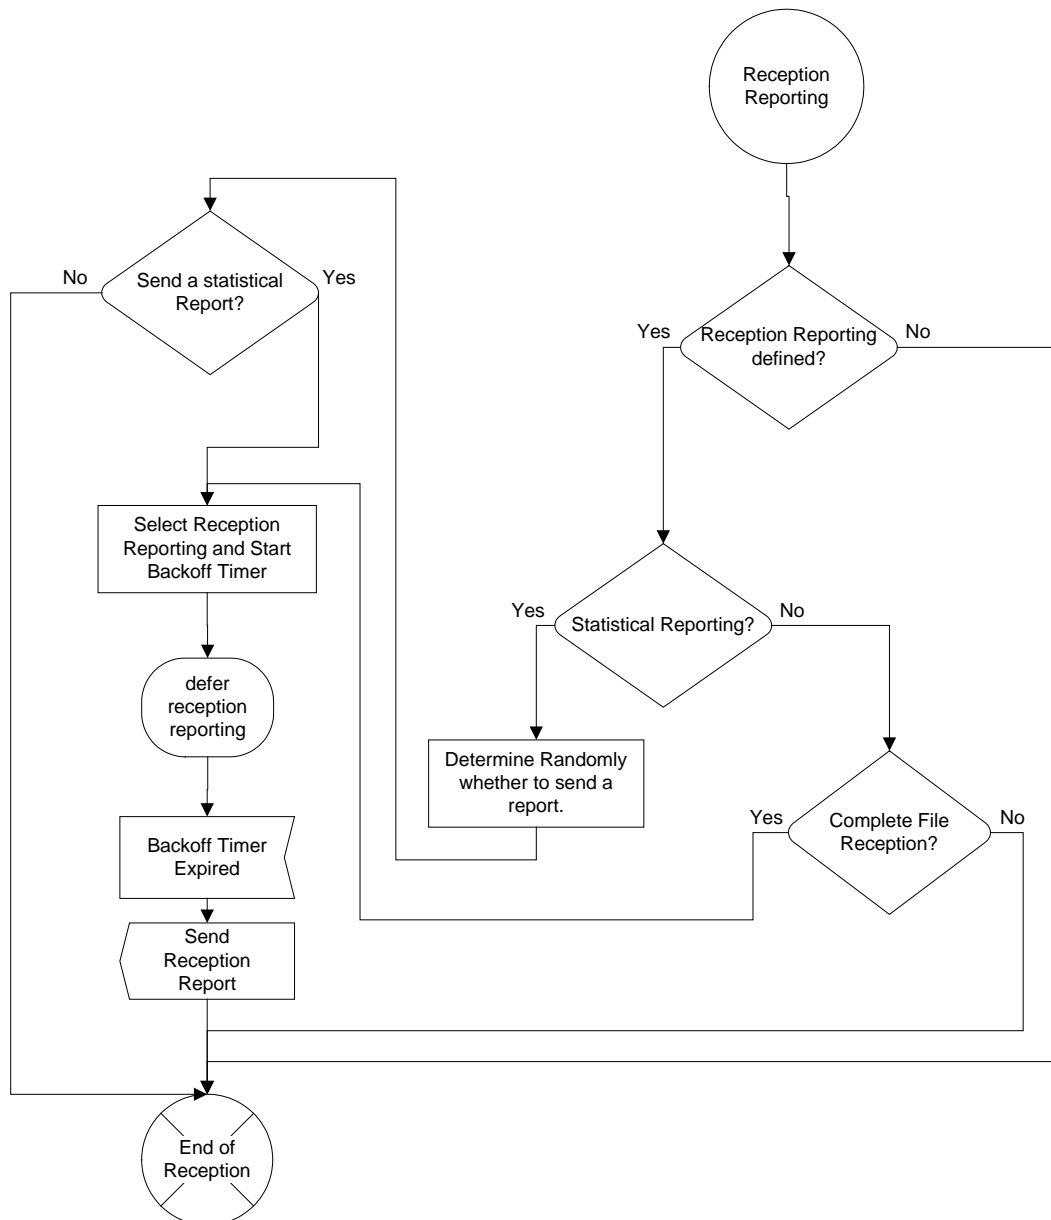 Reception
Reporting
No
Send a statistical
Report?
Yes
Yes
Reception Reporting
defined?
No
Select Reception
Reporting and Start
Backoff Timer
Yes
Statistical Reporting?
No
defer
reception
reporting
Determine Randomly
whether to send a
report.
Yes
Complete File
Reception?
No
Backoff Timer
Expired
Send
Reception
Report
End of
Reception